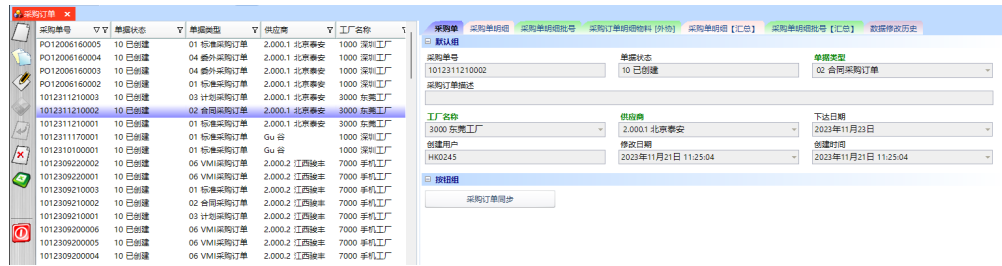 采购订单 ×
采购单号 单据状态 单据类型 供应商 工厂名称
PO12006160005 10 已创建 01 标准采购订单 2.000.1 北京泰安 1000 深圳工厂
PO12006160004 10 已创建 04 委外采购订单 2.000.1 北京泰安 1000 深圳工厂
PO12006160003 10 已创建 04 委外采购订单 2.000.1 北京泰安 1000 深圳工厂
PO12006160002 10 已创建 01 标准采购订单 2.000.1 北京泰安 1000 深圳工厂
1012311210003 10 已创建 03 计划采购订单 2.000.1 北京泰安 3000 东莞工厂
1012311210002 10 已创建 02 合同采购订单 2.000.1 北京泰安 3000 东莞工厂
1012311210001 10 已创建 01 标准采购订单 2.000.1 北京泰安 3000 东莞工厂
1012311170001 10 已创建 01 标准采购订单 Gu 谷 1000 深圳工厂
1012310100001 10 已创建 01 标准采购订单 Gu 谷 1000 深圳工厂
1012309220002 10 已创建 06 VMI采购订单 2.000.2 江西骏丰 7000 手机工厂
1012309220001 10 已创建 06 VMI采购订单 2.000.2 江西骏丰 7000 手机工厂
1012309210003 10 已创建 01 标准采购订单 2.000.2 江西骏丰 7000 手机工厂
1012309210002 10 已创建 02 合同采购订单 2.000.2 江西骏丰 7000 手机工厂
1012309210001 10 已创建 03 计划采购订单 2.000.2 江西骏丰 7000 手机工厂
1012309200006 10 已创建 06 VMI采购订单 2.000.2 江西骏丰 7000 手机工厂
1012309200005 10 已创建 06 VMI采购订单 2.000.2 江西骏丰 7000 手机工厂
1012309200004 10 已创建 06 VMI采购订单 2.000.2 江西骏丰 7000 手机工厂
采购单 采购单明细 采购单明细批号 采购订单明细物料 [外协] 采购单明细【汇总】 采购单明细批号【汇总】 数据修改历史
默认组
采购单号 单据状态 单据类型
1012311210002 10 已创建 02 合同采购订单
采购订单描述
工厂名称 供应商 下达日期
3000 东莞工厂 2.000.1 北京泰安 2023年11月23日
创建用户 修改日期 创建时间
HK0245 2023年11月21日 11:25:04 2023年11月21日 11:25:04
按钮组
采购订单同步